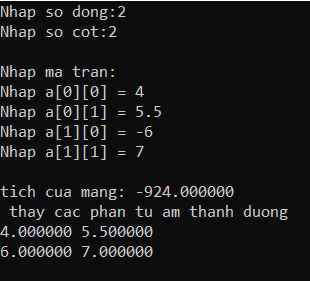 Nhap so dong:2
Nhap so cot:2
Nhap ma tran:
Nhap a[0][0] = 4
Nhap a[0][1] = 5.5
Nhap a[1][0] = -6
Nhap a[1][1] = 7
tich cua mang: -924.000000
thay cac phan tu am thanh duong
4.000000 5.500000
6.000000 7.000000